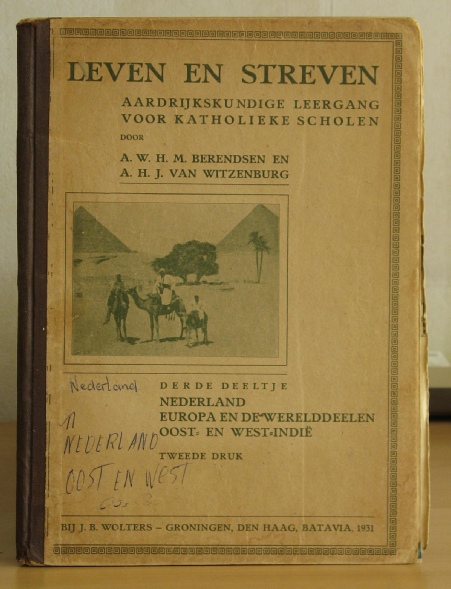 LEVEN EN STREVEN
AARDRIJKSKUNDIGE LEERGANG
VOOR KATHOLIEKE SCHOLEN
DOOR
A. W. H. M. BERENDSEN EN
A. H. J. VAN WITZENBURG
DERDE DEELTJE
NEDERLAND
EUROPA EN DE WERELDDEELEN
OOST- EN WEST-INDIË
TWEEDE DRUK
Nederland
NEDERLAND
OOST EN WEST
BIJ J. B. WOLTERS – GRONINGEN, DEN HAAG, BATAVIA, 1931